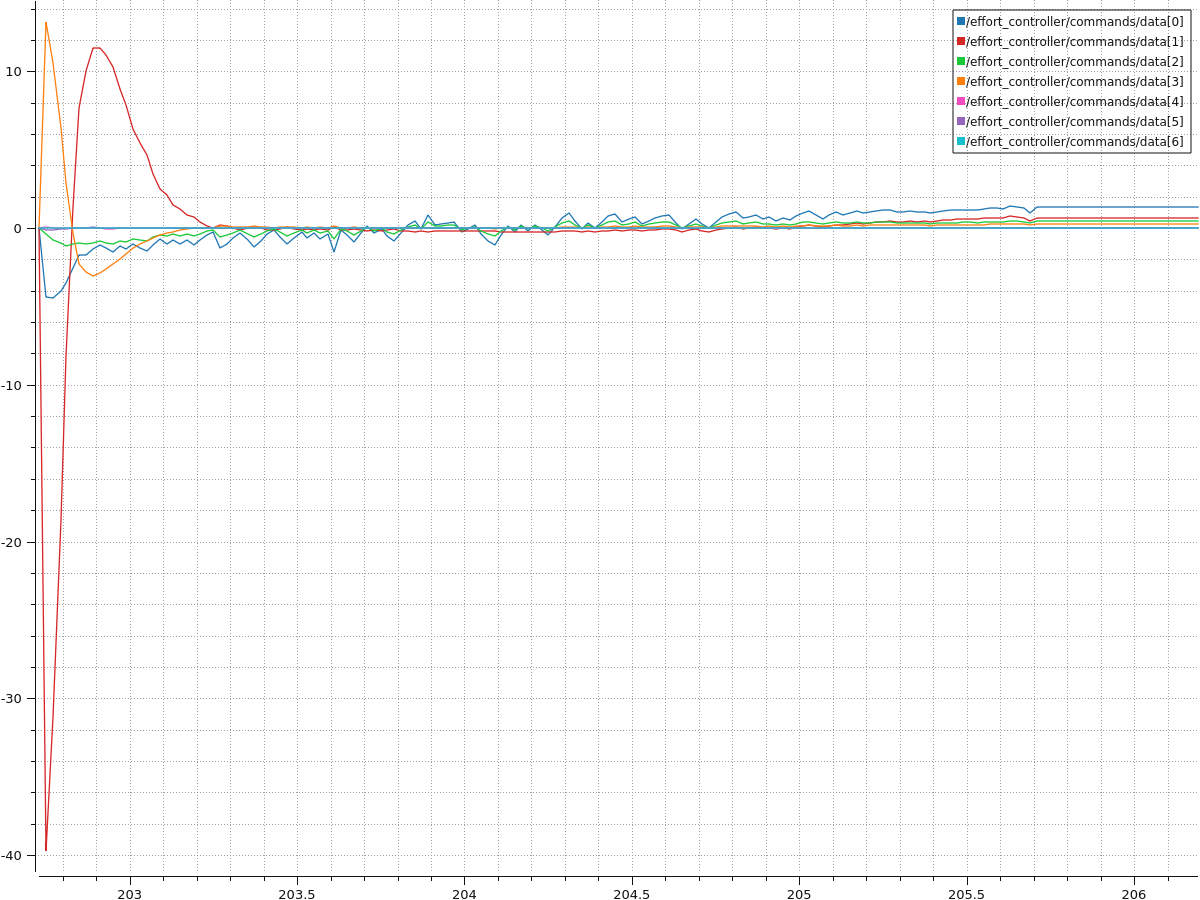 /effort_controller/commands/data[0]
/effort_controller/commands/data[1]
/effort_controller/commands/data[2]
/effort_controller/commands/data[3]
/effort_controller/commands/data[4]
/effort_controller/commands/data[5]
/effort_controller/commands/data[6]
10
0
-10
-20
-30
-40
203
203.5
204
204.5
205
205.5
206